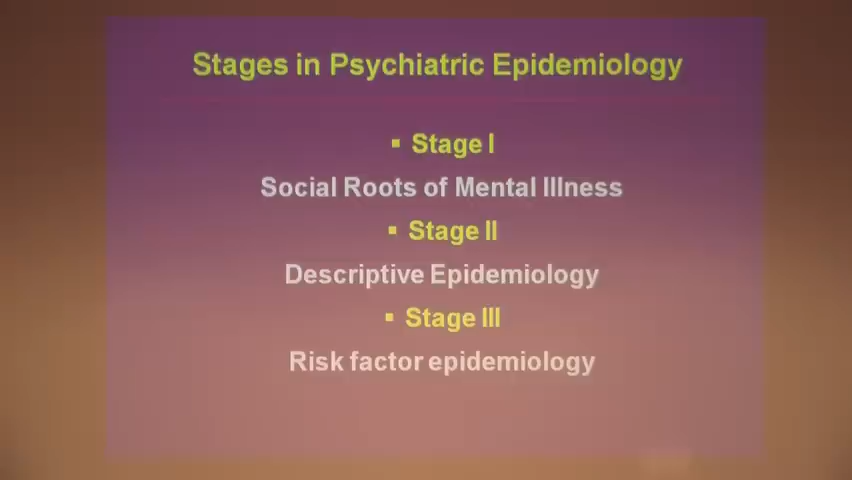 Stages in Psychiatric Epidemiology
▪ Stage I
Social Roots of Mental Illness
▪ Stage II
Descriptive Epidemiology
▪ Stage III
Risk factor epidemiology